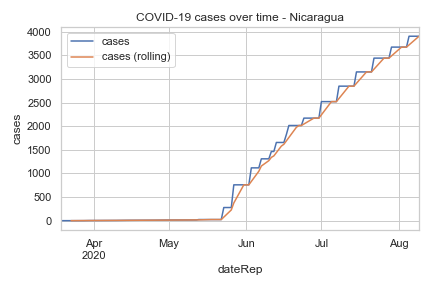 COVID-19 cases over time - Nicaragua
cases
cases (rolling)
cases
4000
3500
3000
2500
2000
1500
1000
500
0
Apr May Jun Jul Aug
2020
dateRep